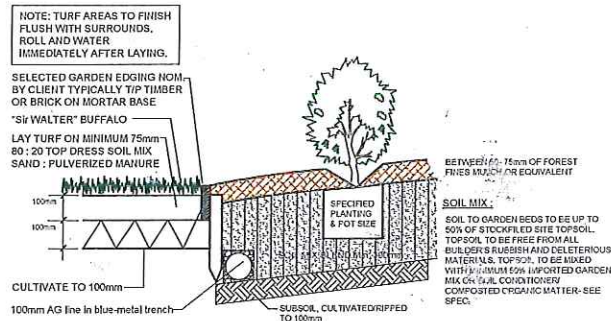 NOTE: TURF AREAS TO FINISH
FLUSH WITH SURROUNDS.
ROLL AND WATER
IMMEDIATELY AFTER LAYING.
SELECTED GARDEN EDGING NOM.
BY CLIENT TYPICALLY T/P TIMBER
OR BRICK ON MORTAR BASE
"Sir WALTER" BUFFALO
LAY TURF ON MINIMUM 75mm
80 : 20 TOP DRESS SOIL MIX
SAND : PULVERIZED MANURE
100mm
100mm
CULTIVATE TO 100mm
100mm AG line in blue-metal trench
SPECIFIED
PLANTING
& POT SIZE
SUBSOIL, CULTIVATED/RIPPED
TO 100mm
BETWEEN 75mm OF FOREST
FINES MULCH OR EQUIVALENT
SOIL MIX :
SOIL TO GARDEN BEDS TO BE UP TO
50% OF STOCKPILED SITE TOPSOIL.
TOPSOIL TO BE FREE FROM ALL
BUILDER'S RUBBISH AND DELETERIOUS
MATERIALS. TOPSOIL TO BE MIXED
WITH MINIMUM 50% IMPORTED GARDEN
MIX OR SOIL CONDITIONER/
COMPOSTED ORGANIC MATTER- SEE
SPEC.